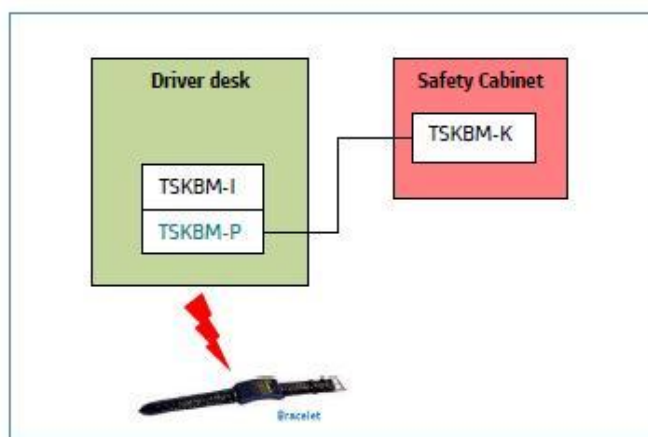 Driver desk
Safety Cabinet
TSKBM-K
TSKBM-I
TSKBM-P
Bracelet